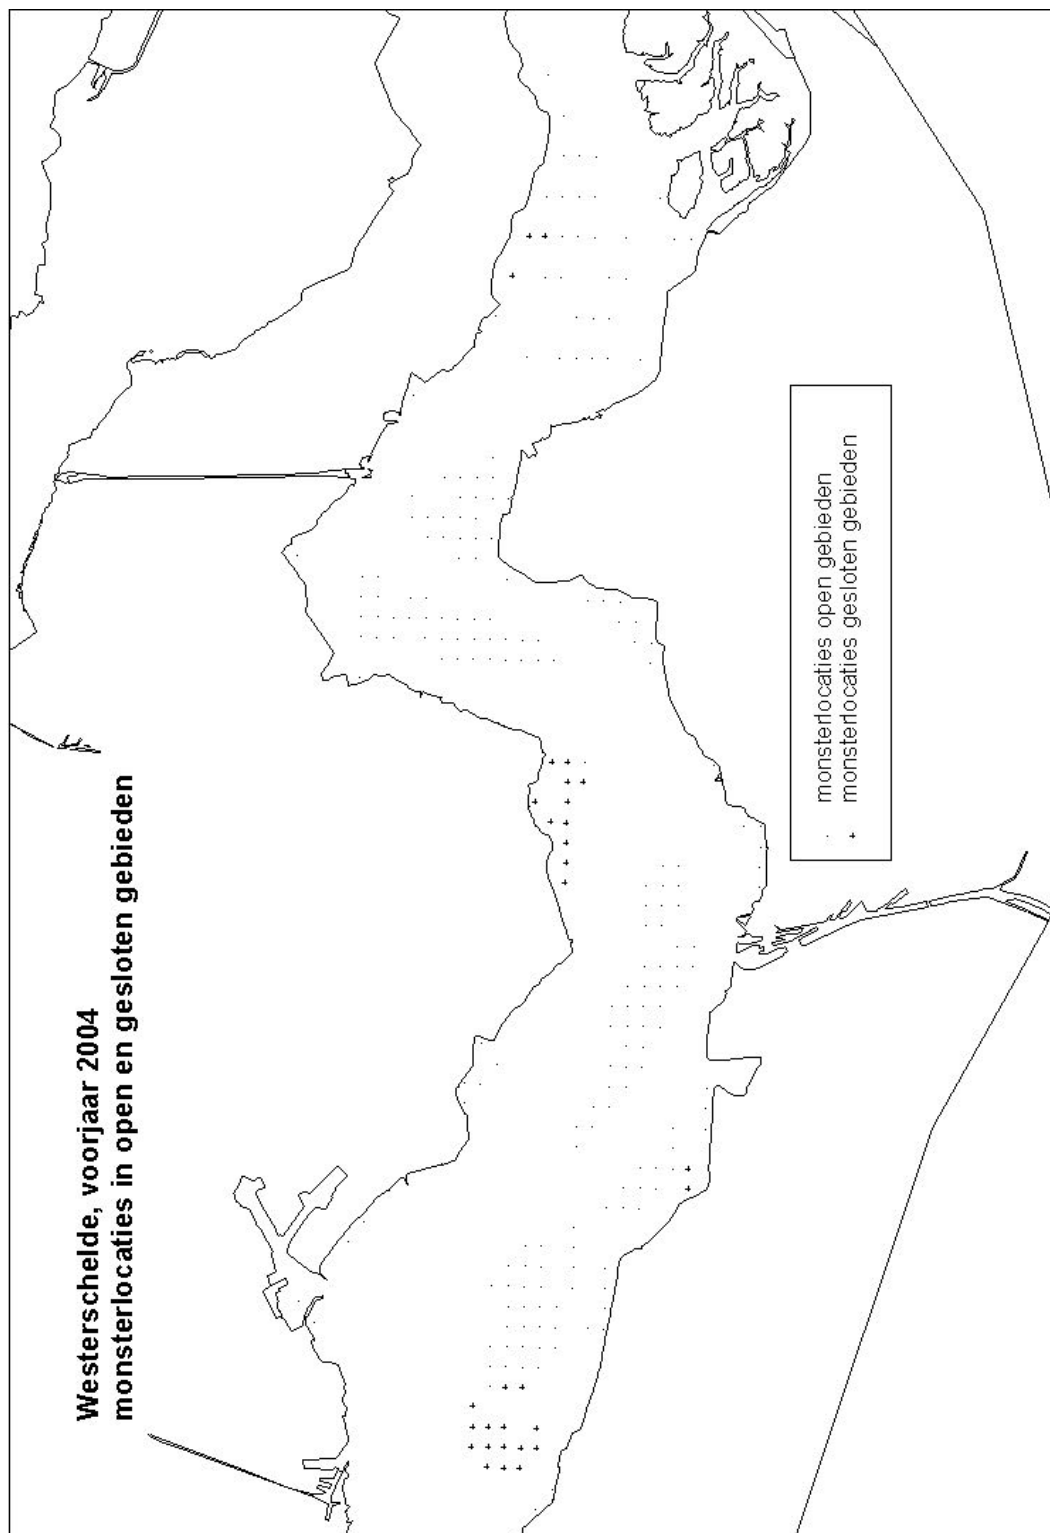 Westerschelde, voorjaar 2004
monsterlocaties in open en gesloten gebieden
monsterlocaties open gebieden
monsterlocaties gesloten gebieden